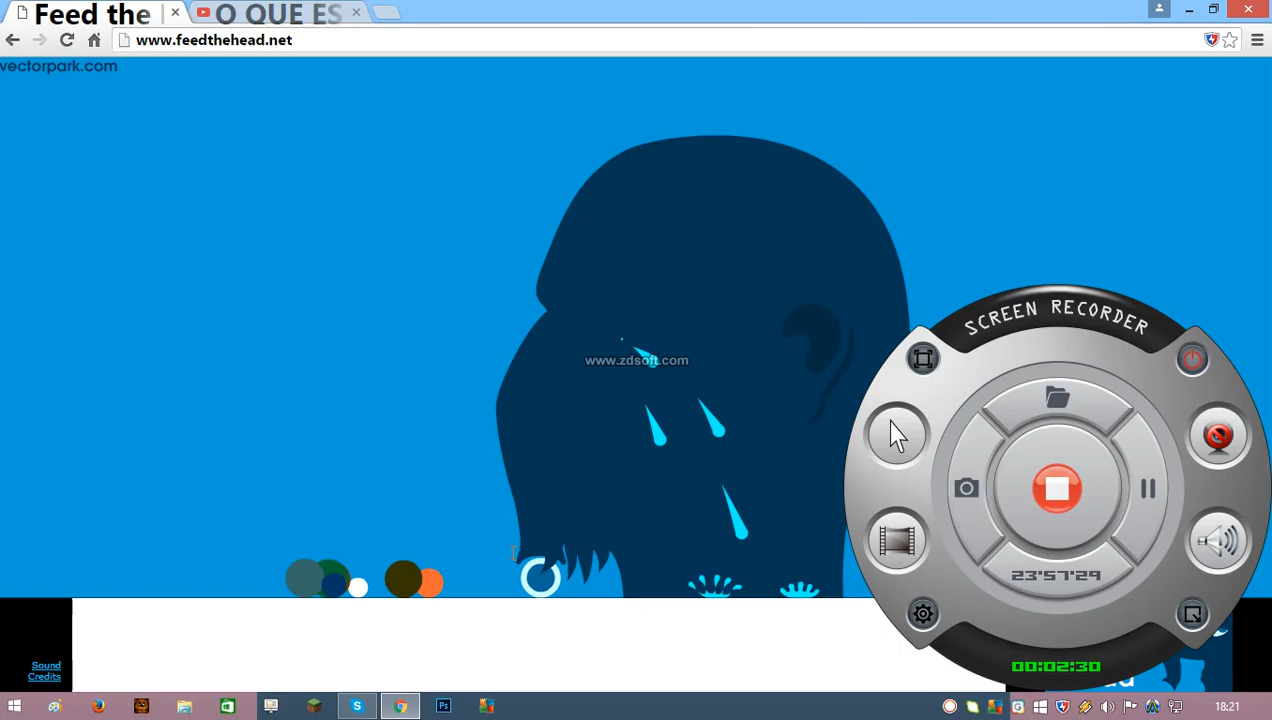 Feed the
O QUE ES
www.feedthehead.net
vectorpark.com
SCREEN RECORDER
www.zdsoft.com
23:57:29
Sound
Credits
00:02:30
Ps
18:21